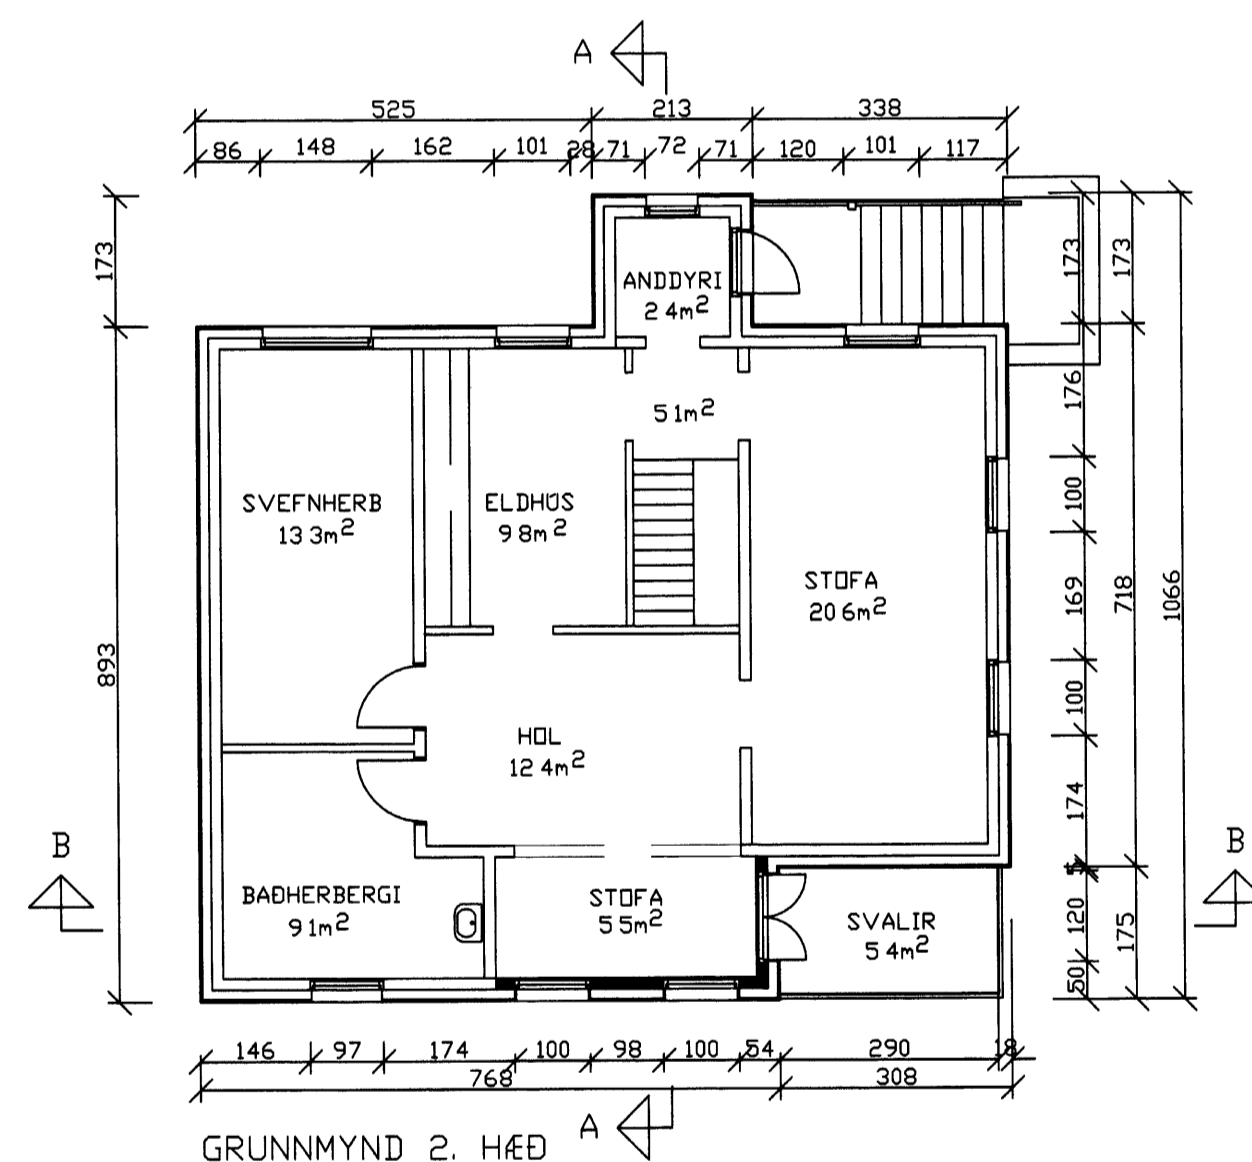 A
525 213 338
86 148 162 101 28 71 72 71 120 101 117
173
173 173
ANDDYRI
2 4m²
176
5 1m²
SVEFNHERB
13 3m²
ELDHÚS
9 8m²
100
STOFA
20 6m²
169 718 1066
893
100
HOL
12 4m²
174
B
B
BAÐHERBERGI
9 1m²
STOFA
5 5m²
SVALIR
5 4m²
120 175
50
146 97 174 100 98 100 54 290 18
768 308
A
GRUNNMYND 2. HÆÐ